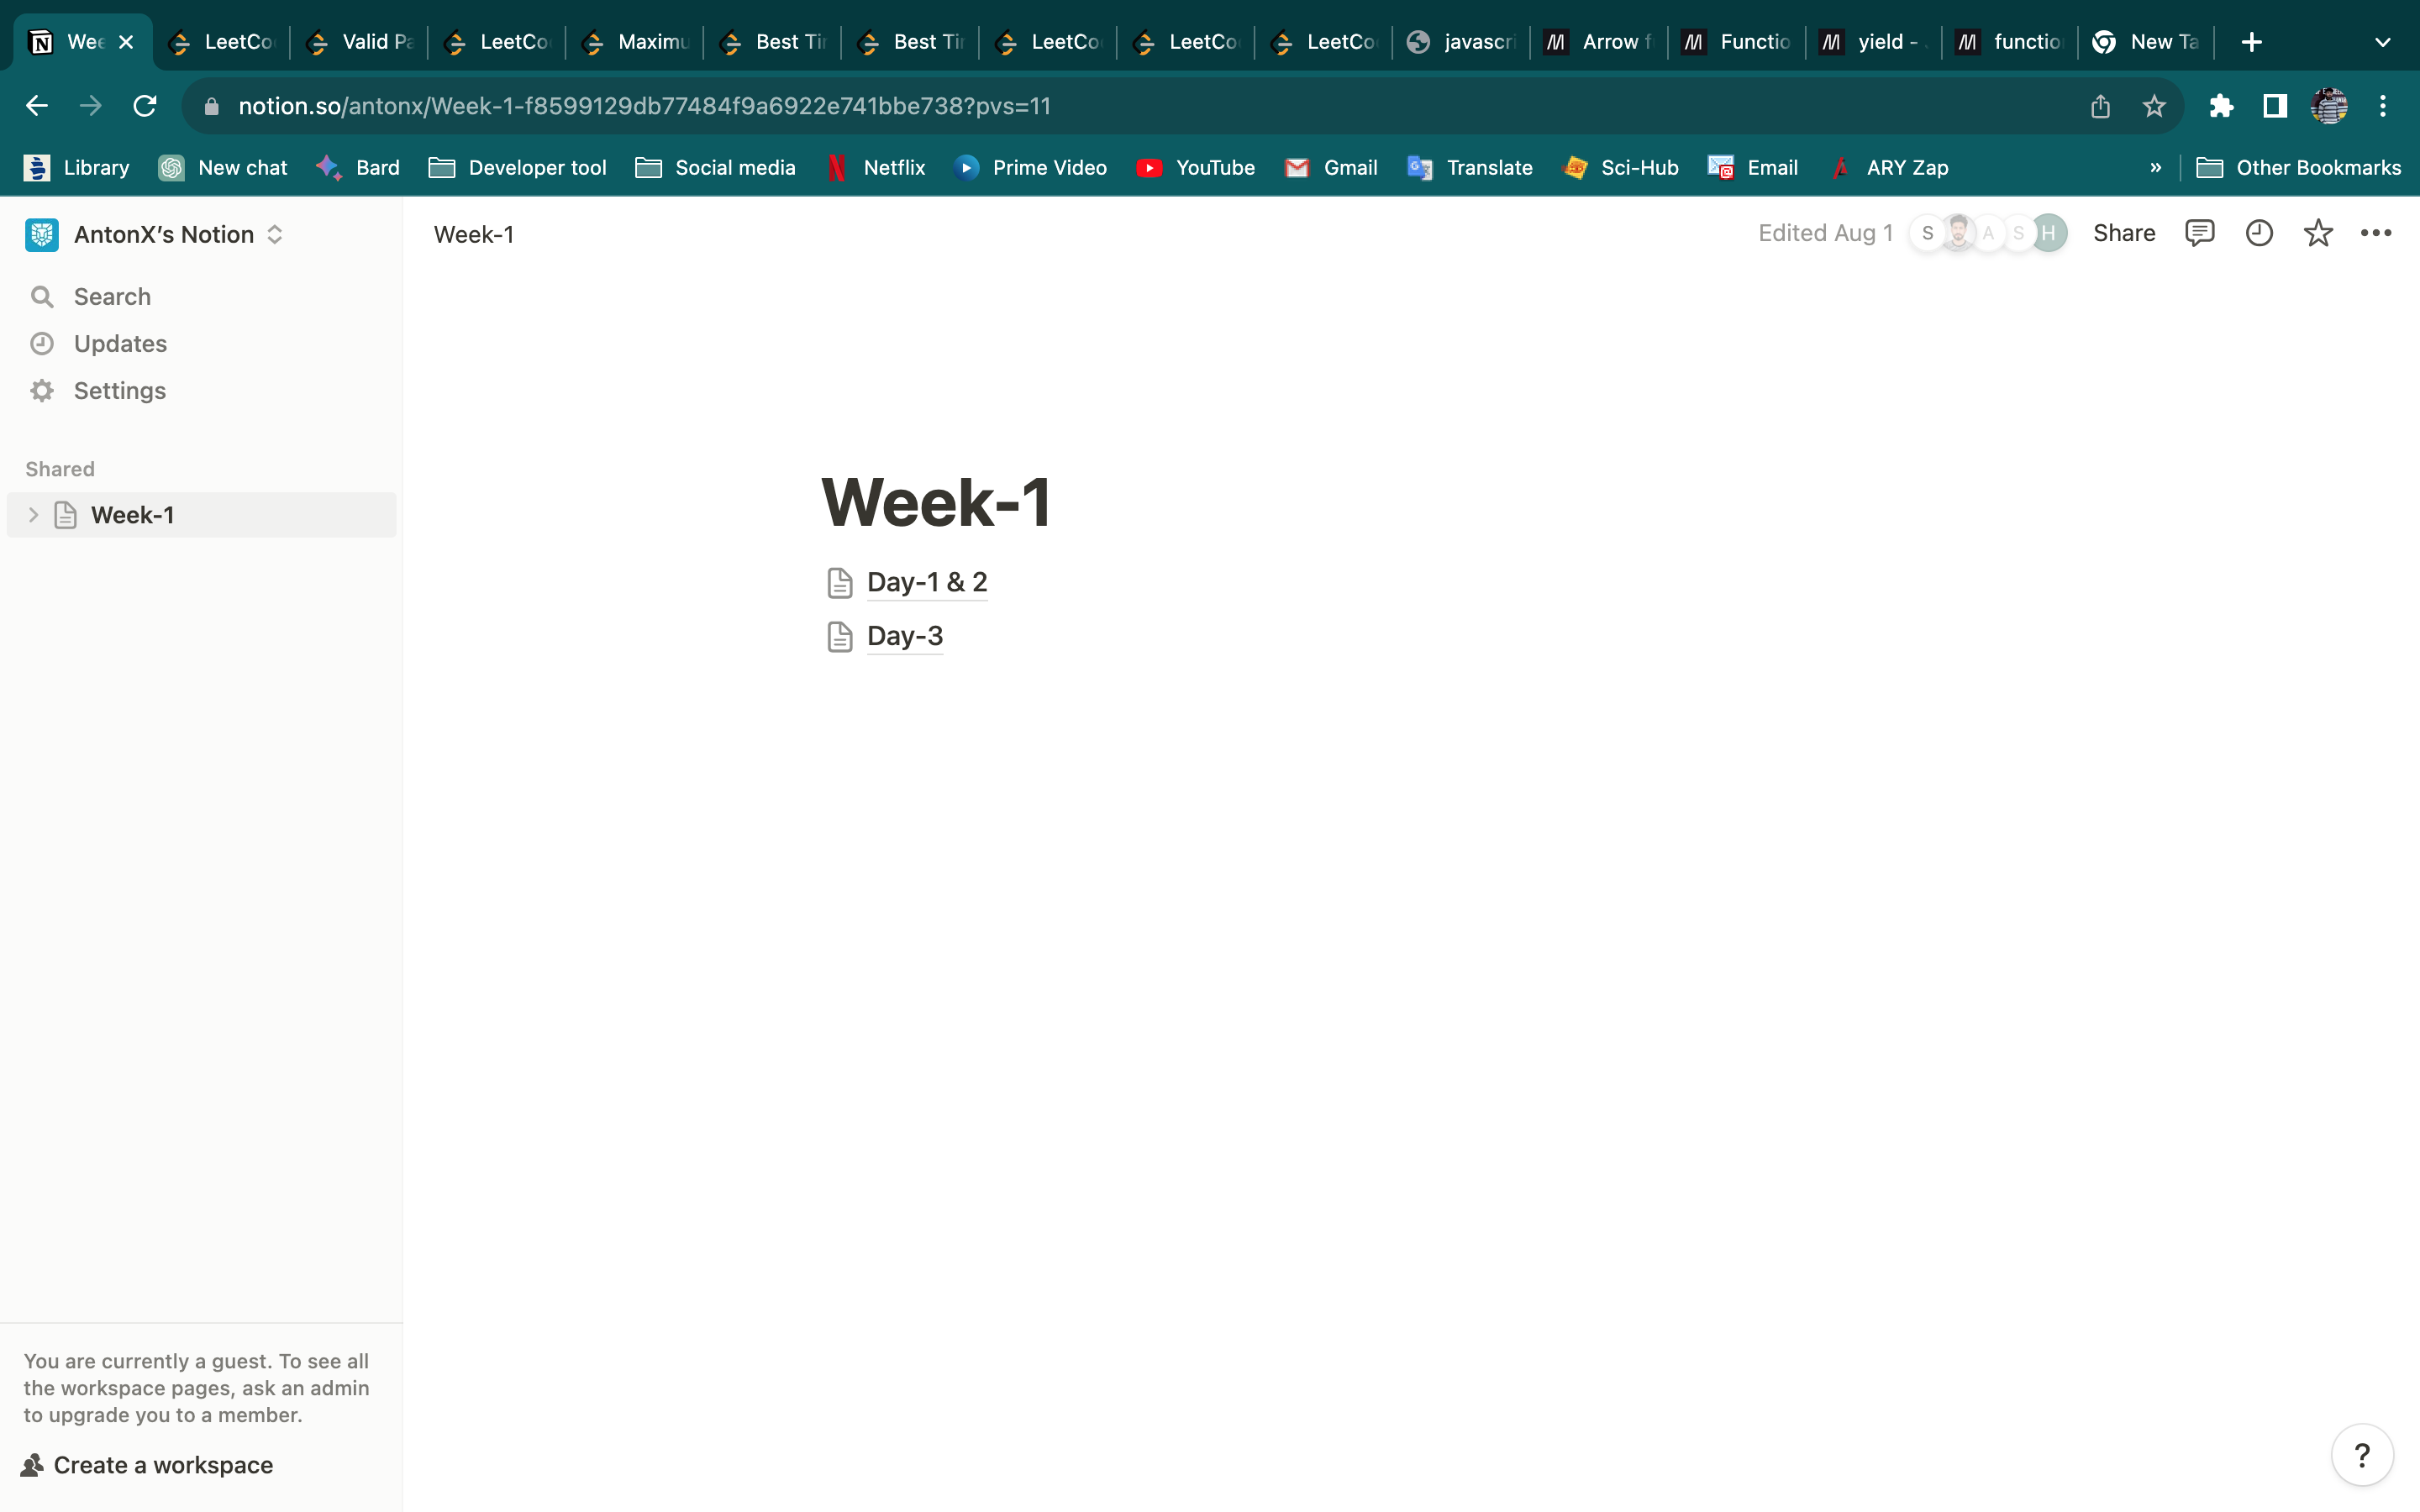 Wee
LeetCo
Valid Pa
LeetCo
Maximu
Best Tir
Best Tir
LeetCo
LeetCo
LeetCo
javascri
Arrow f
Functio
yield -
functio
New Ta
notion.so/antonx/Week-1-f8599129db77484f9a6922e741bbe738?pvs=11
Library
New chat
Bard
Developer tool
Social media
Netflix
Prime Video
YouTube
Gmail
Translate
Sci-Hub
Email
ARY Zap
»
Other Bookmarks
AntonX’s Notion
Week-1
Edited Aug 1
S
A
S
H
Share
Search
Updates
Settings
Shared
Week-1
Week-1
Day-1 & 2
Day-3
You are currently a guest. To see all
the workspace pages, ask an admin
to upgrade you to a member.
Create a workspace
?